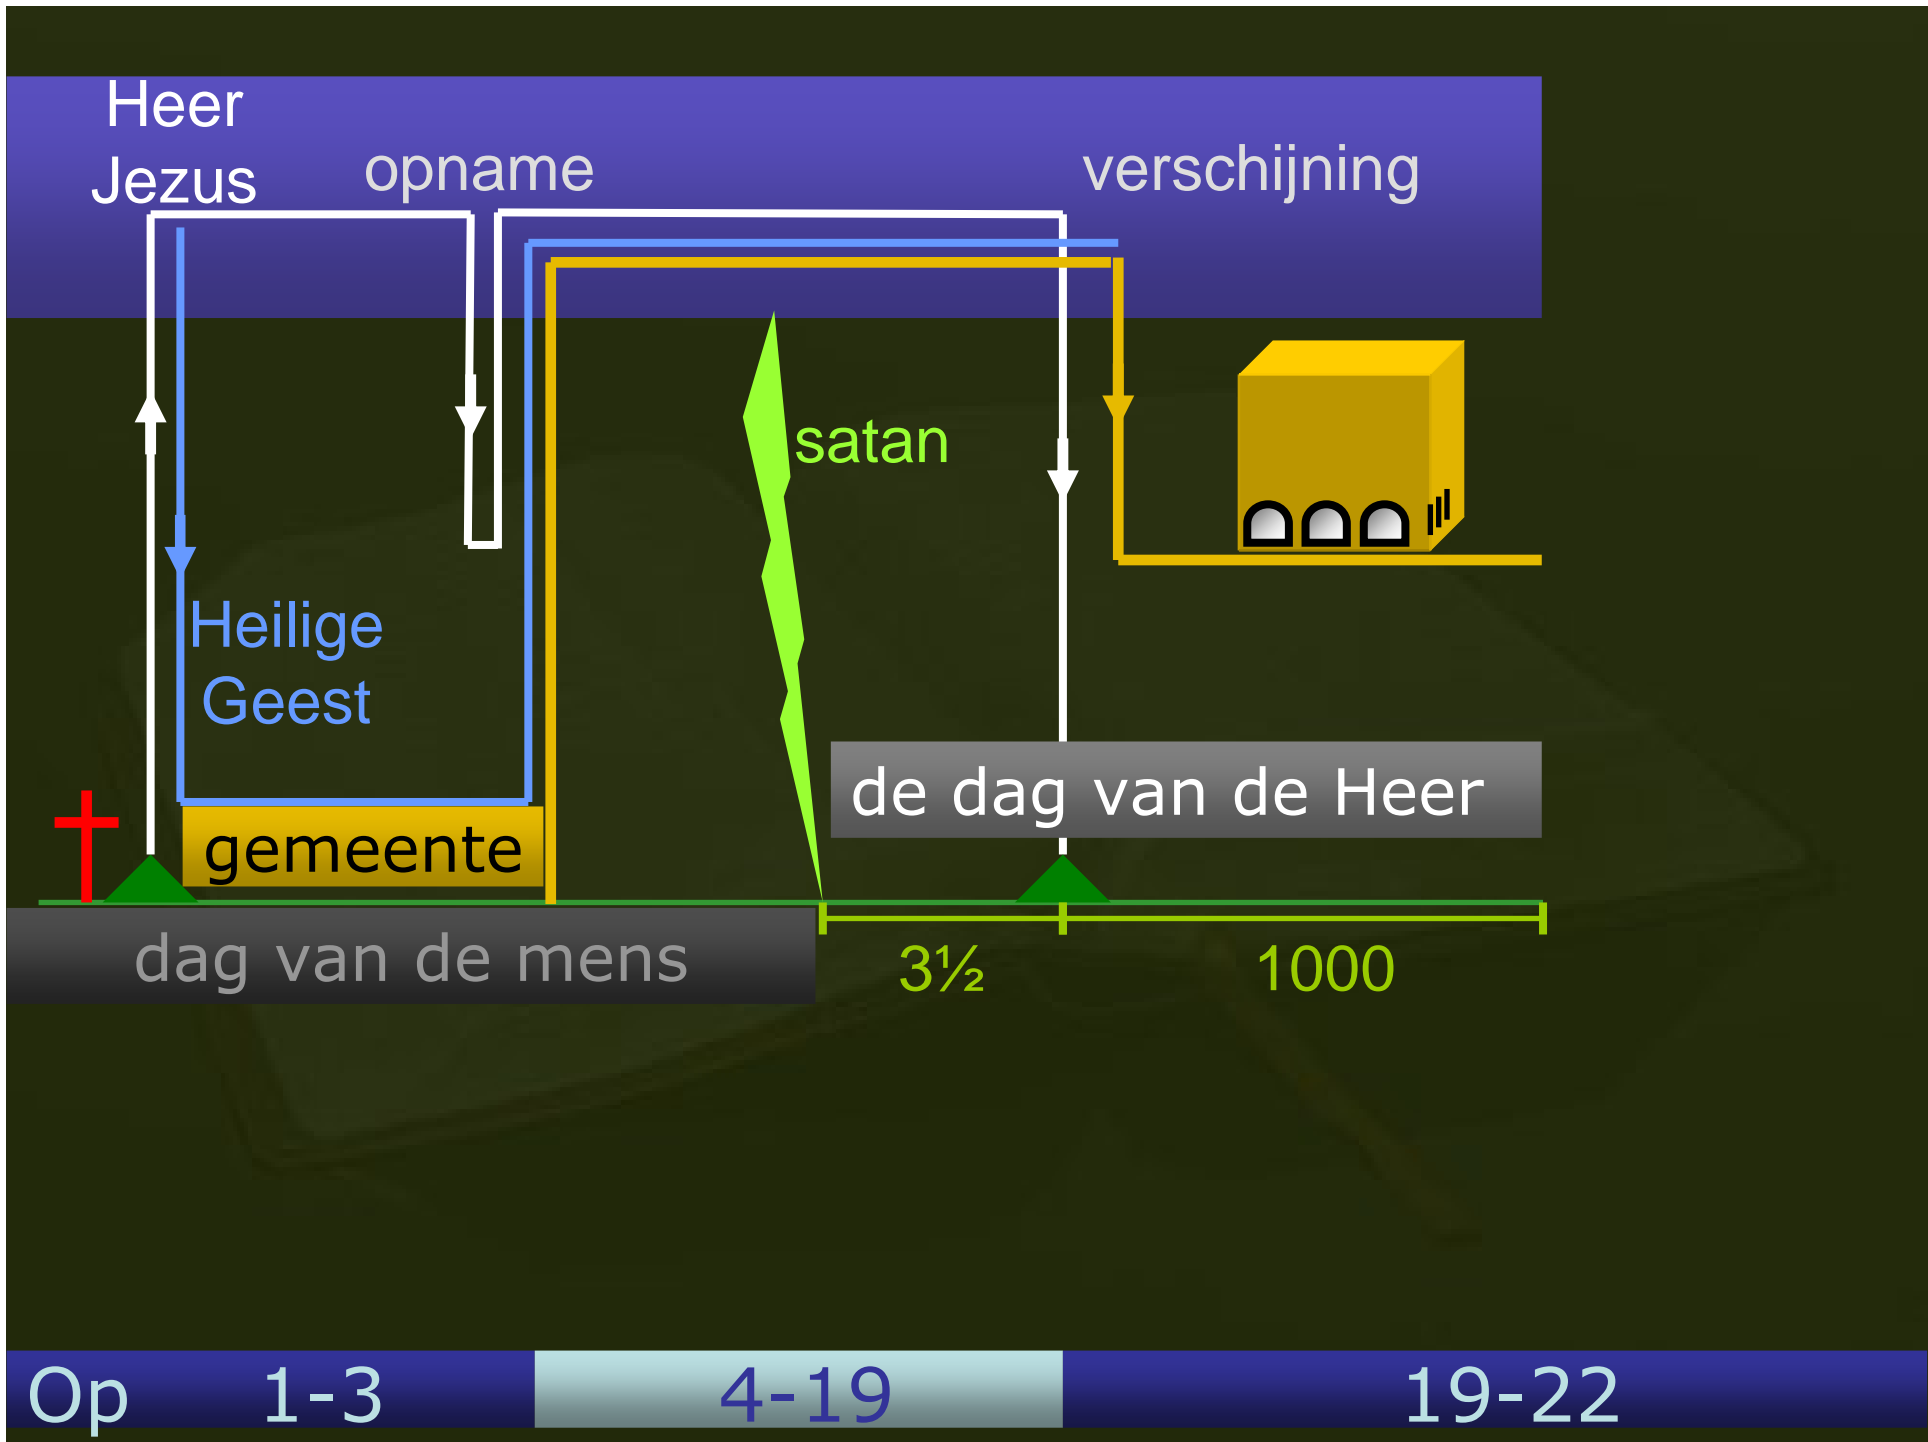 Heer
Jezus
opname
verschijning
satan
Heilige
Geest
de dag van de Heer
gemeente
dag van de mens
3½
1000
Op 1-3 4-19 19-22